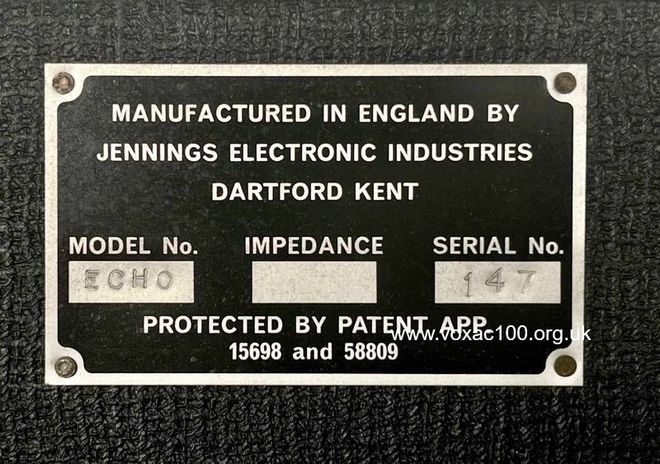 MANUFACTURED IN ENGLAND BY
JENNINGS ELECTRONIC INDUSTRIES
DARTFORD KENT
MODEL No. IMPEDANCE SERIAL No.
ECHO 147
PROTECTED BY PATENT APP
www.voxac100.org.uk
15698 and 58809